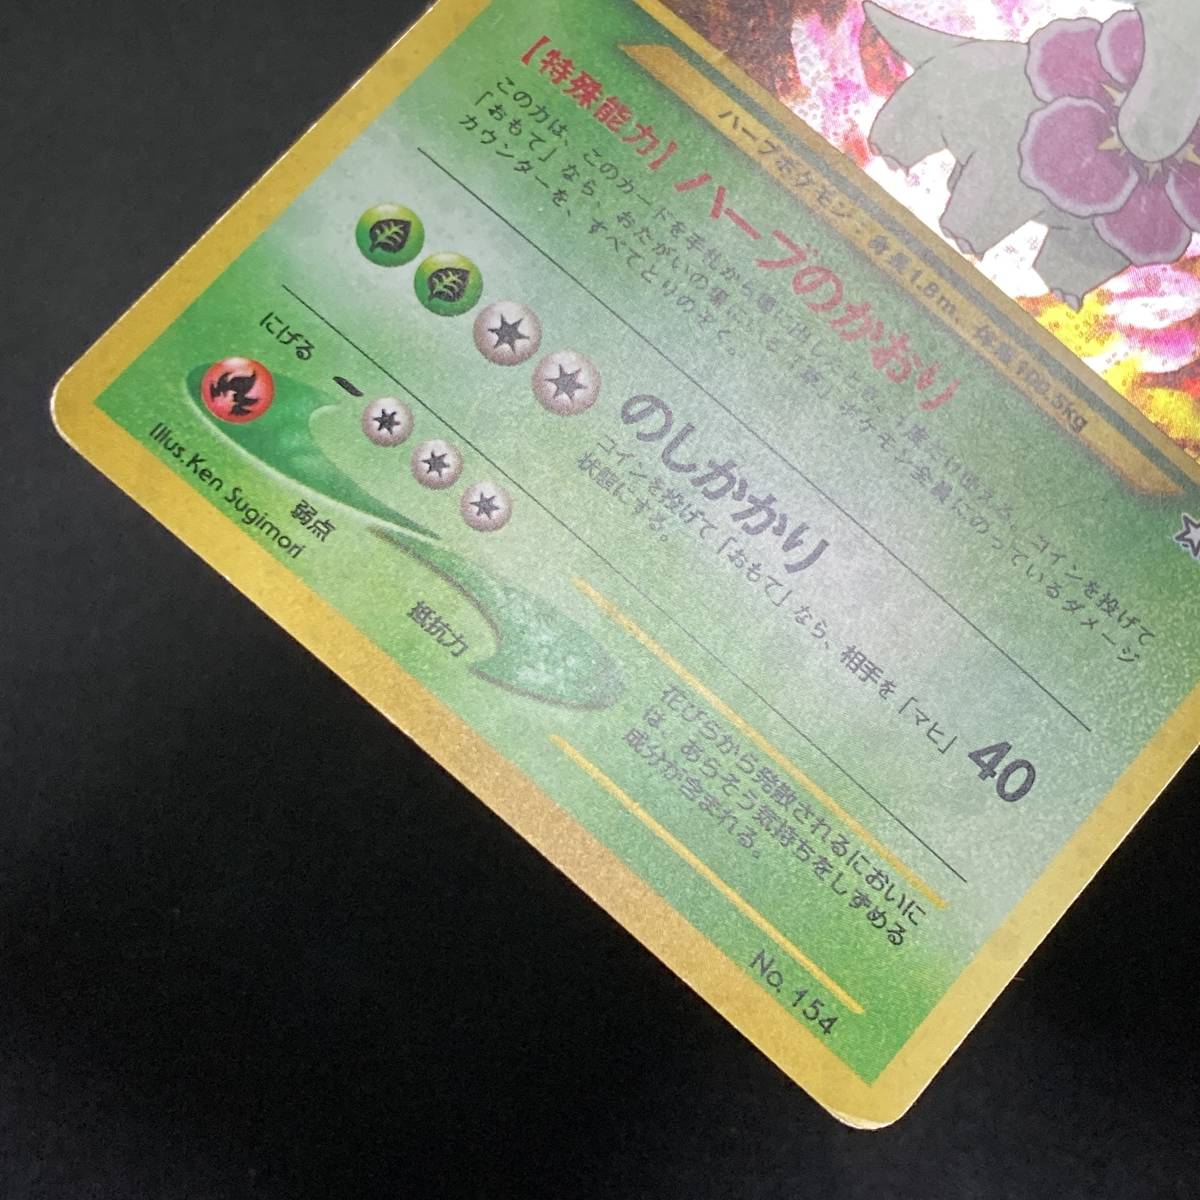 ハーブポケモン：身長1.8m、体重100.5kg
【特殊能力】ハーブのかおり
この力は、このカードを手札から場に出したとき、一度だけ使える。コインを投げて
「おもて」なら、おたがいの場にいる（草）ポケモン全員にのっているダメージ
カウンターを、すべてとりのぞく。
のしかかり 40
コインを投げて「おもて」なら、相手を「マヒ」
状態にする。
にげる
弱点
抵抗力
Illus.Ken Sugimori
花びらから発散されるにおいに
は、あらそう気持ちをしずめる
成分が含まれる。
No. 154